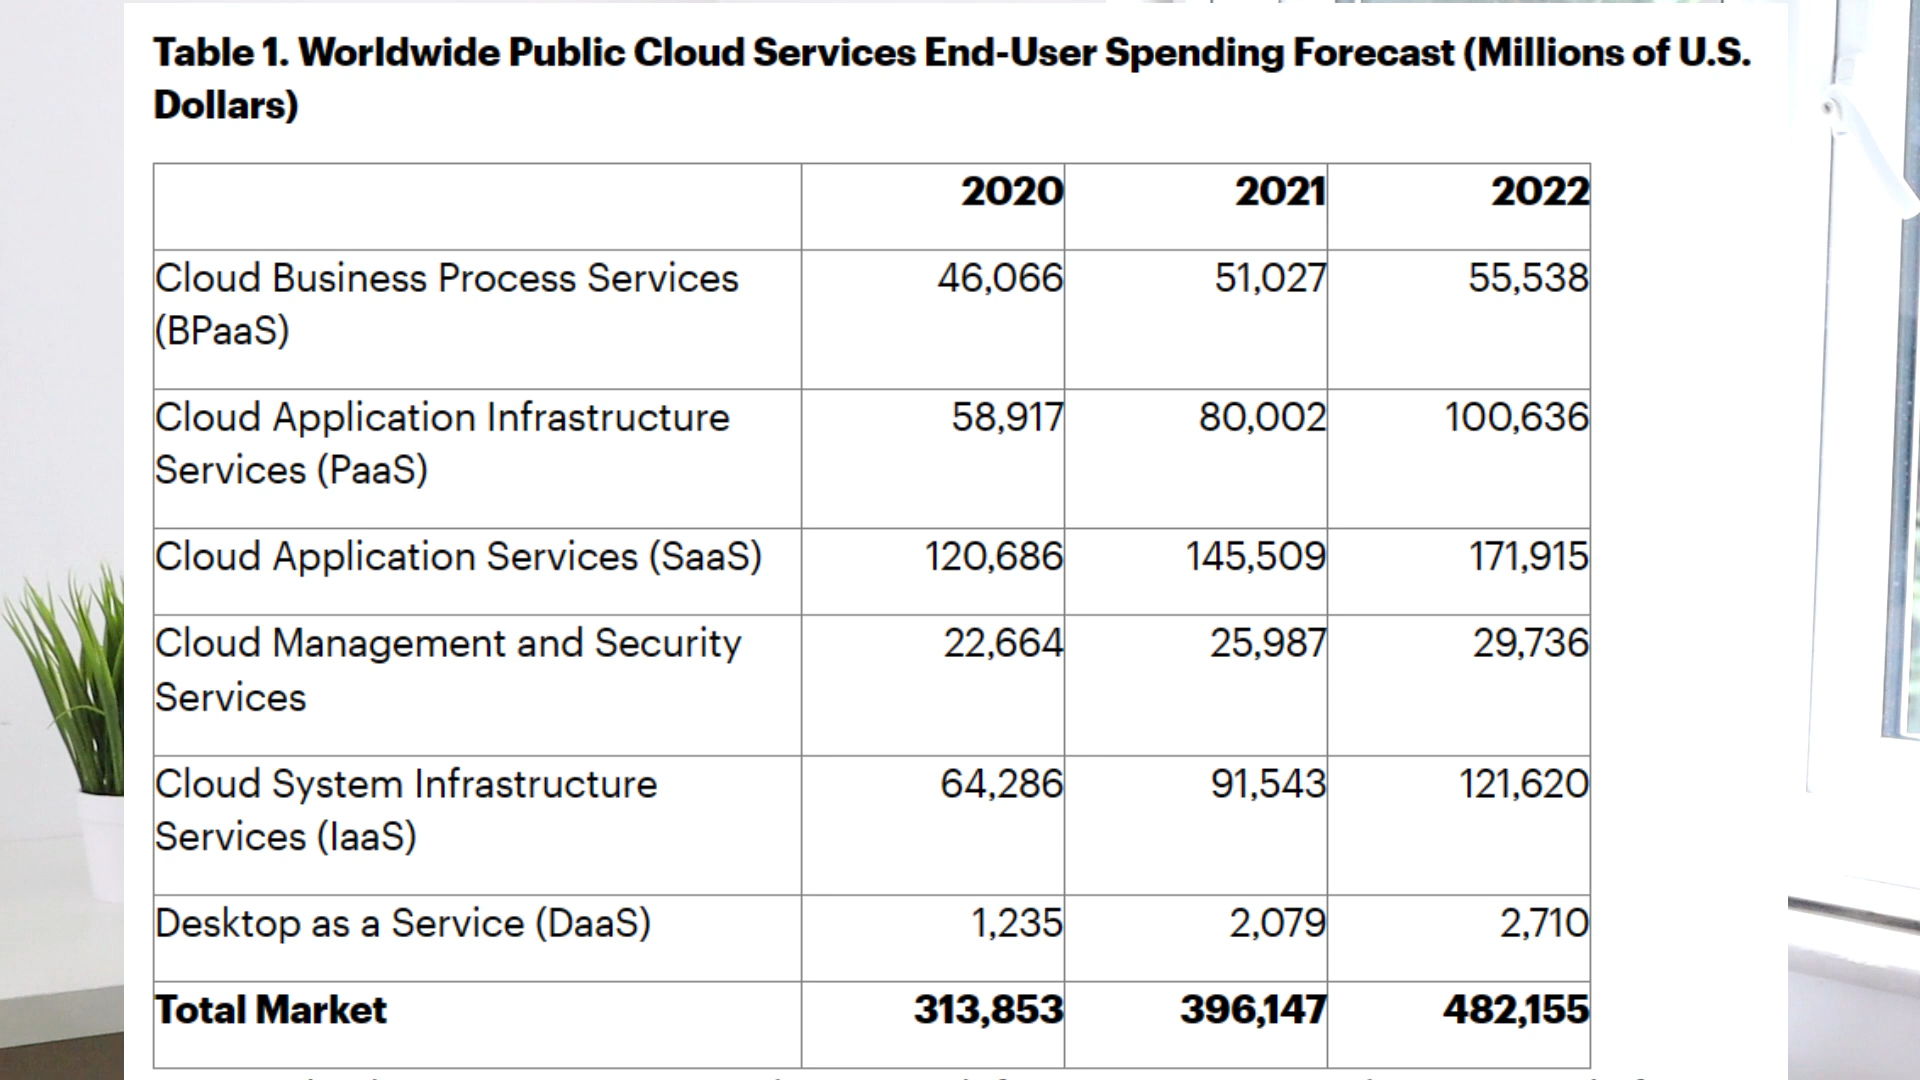 Table 1. Worldwide Public Cloud Services End-User Spending Forecast (Millions of U.S.
Dollars)
2020 2021 2022
Cloud Business Process Services 46,066 51,027 55,538
(BPaaS)
Cloud Application Infrastructure 58,917 80,002 100,636
Services (PaaS)
Cloud Application Services (SaaS) 120,686 145,509 171,915
Cloud Management and Security 22,664 25,987 29,736
Services
Cloud System Infrastructure 64,286 91,543 121,620
Services (IaaS)
Desktop as a Service (DaaS) 1,235 2,079 2,710
Total Market 313,853 396,147 482,155